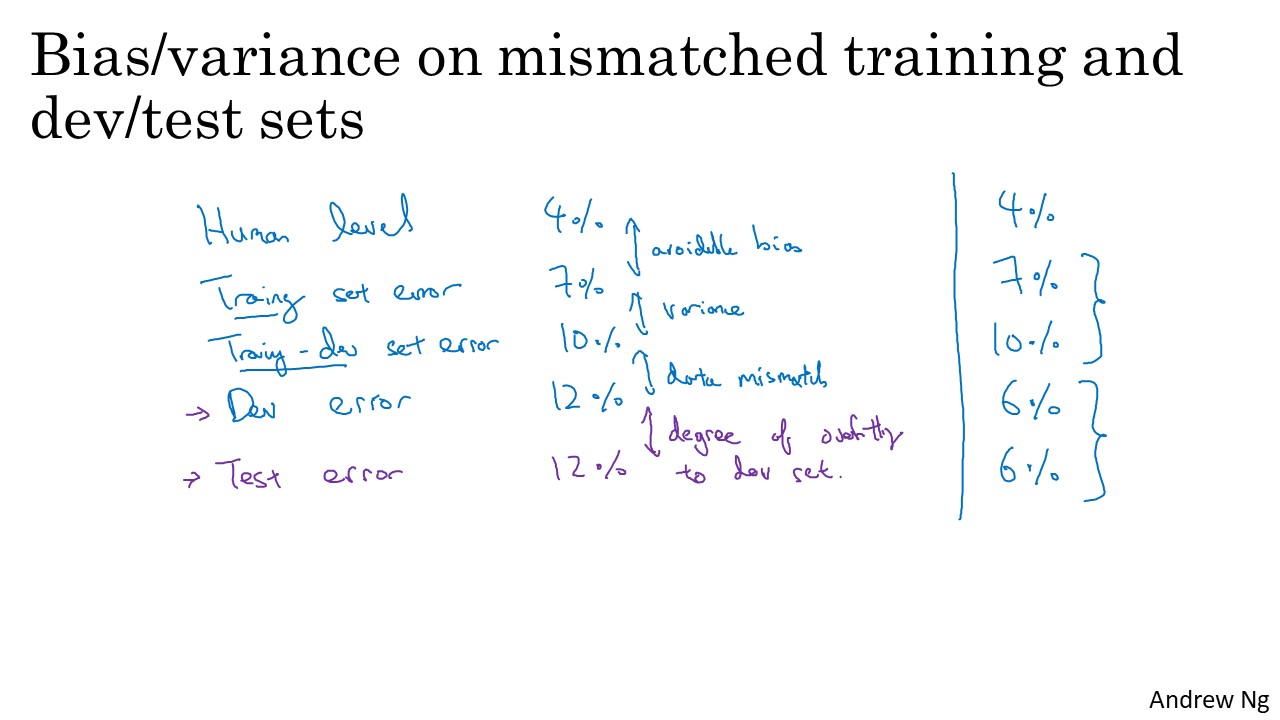 Bias/variance on mismatched training and
dev/test sets
Human level 4% 4%
avoidable bias
Training set error 7% 7%
variance
Training - dev set error 10% 10%
data mismatch
→ Dev error 12% 6%
degree of overfitting
→ Test error 12% to dev set. 6%
Andrew Ng